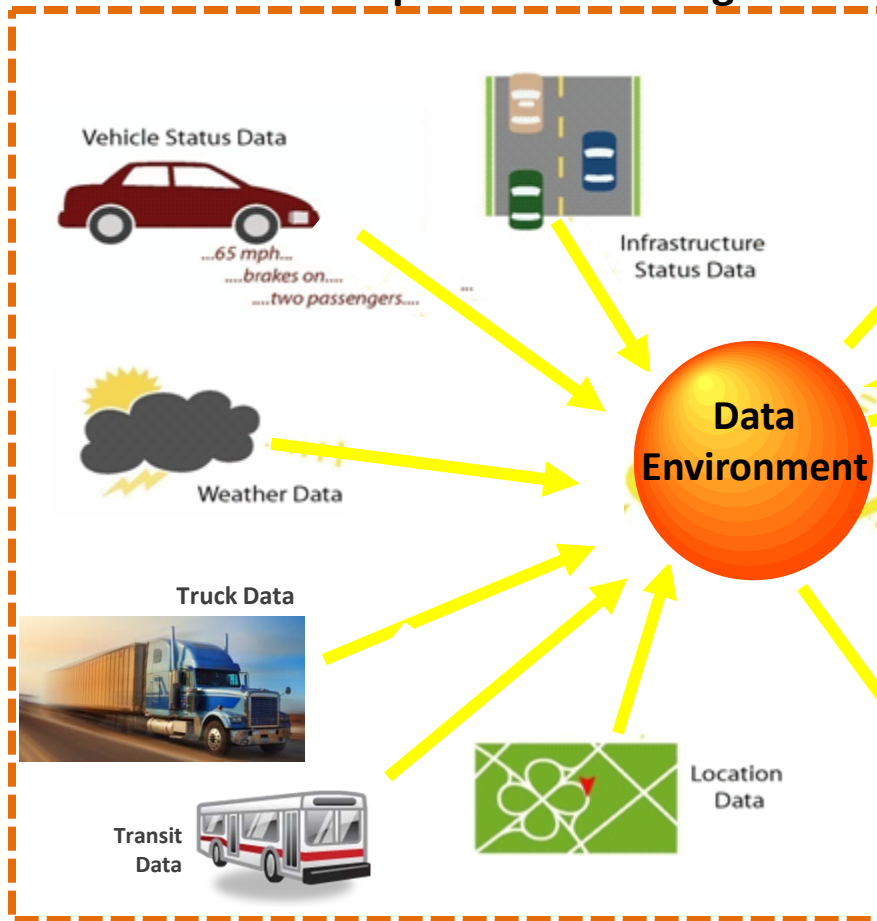 Vehicle Status Data
...65 mph...
....brakes on....
....two passengers....
...
Infrastructure
Status Data
Data
Environment
Weather Data
Truck Data
Transit
Data
Location
Data